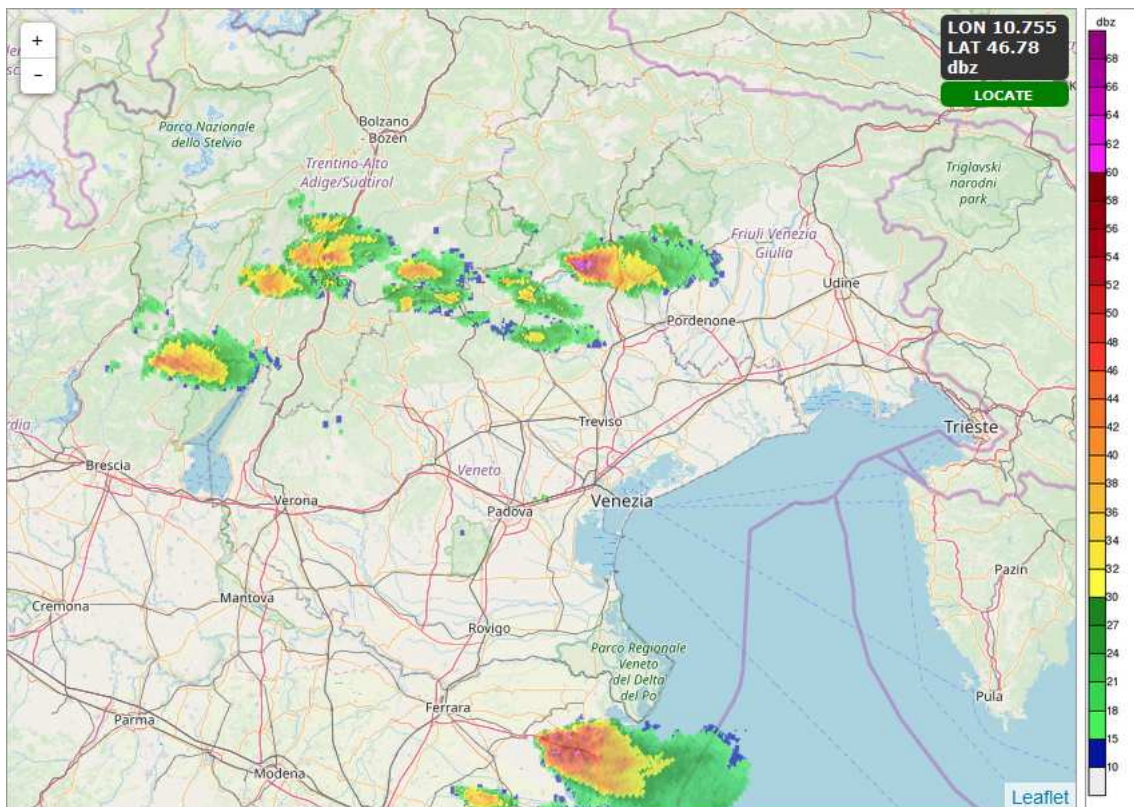 +
−
LON 10.755
LAT 46.78
dbz
LOCATE
dbz
68
66
64
62
60
58
56
54
52
50
48
46
44
42
40
38
36
34
32
30
27
24
21
18
15
10
Parco Nazionale
dello Stelvio
Bolzano
Bozen
Trentino-Alto
Adige/Südtirol
Triglavski
narodni
park
Friuli Venezia
Giulia
Udine
Pordenone
Treviso
Trieste
Brescia
Veneto
Verona
Padova
Venezia
Pazin
Cremona
Mantova
Rovigo
Parco Regionale
Veneto
del Delta
del Po
Pula
Ferrara
Parma
Modena
Leaflet